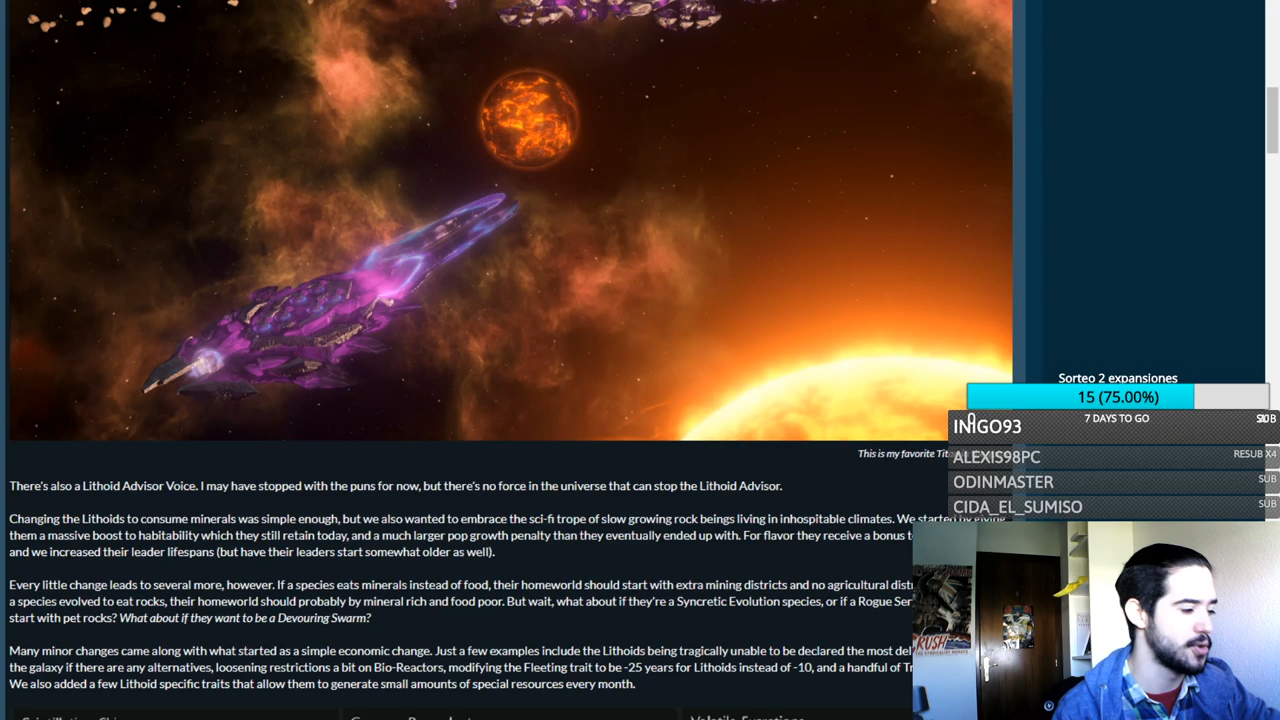 Sorteo 2 expansiones
15 (75.00%)
7 DAYS TO GO
INIGO93
ALEXIS98PC RESUB X4
ODINMASTER SUB
CIDA_EL_SUMISO SUB
This is my favorite
There's also a Lithoid Advisor Voice. I may have stopped with the puns for now, but there's no force in the universe that can stop the Lithoid Advisor.
Changing the Lithoids to consume minerals was simple enough, but we also wanted to embrace the sci-fi trope of slow growing rock beings living in inhospitable climates. We started by giving
them a massive boost to habitability which they still retain today, and a much larger pop growth penalty than they eventually ended up with. For flavor they receive a bonus
and we increased their leader lifespans (but have their leaders start somewhat older as well).
Every little change leads to several more, however. If a species eats minerals instead of food, their homeworld should start with extra mining districts and no agricultural
a species evolved to eat rocks, their homeworld should probably by mineral rich and food poor. But wait, what about if they're a Syncretic Evolution species, or if a Rogue
start with pet rocks? What about if they want to be a Devouring Swarm?
Many minor changes came along with what started as a simple economic change. Just a few examples include the Lithoids being tragically unable to be declared the most
the galaxy if there are any alternatives, loosening restrictions a bit on Bio-Reactors, modifying the Fleeting trait to be -25 years for Lithoids instead of -10, and a handful of
We also added a few Lithoid specific traits that allow them to generate small amounts of special resources every month.
CRUSH